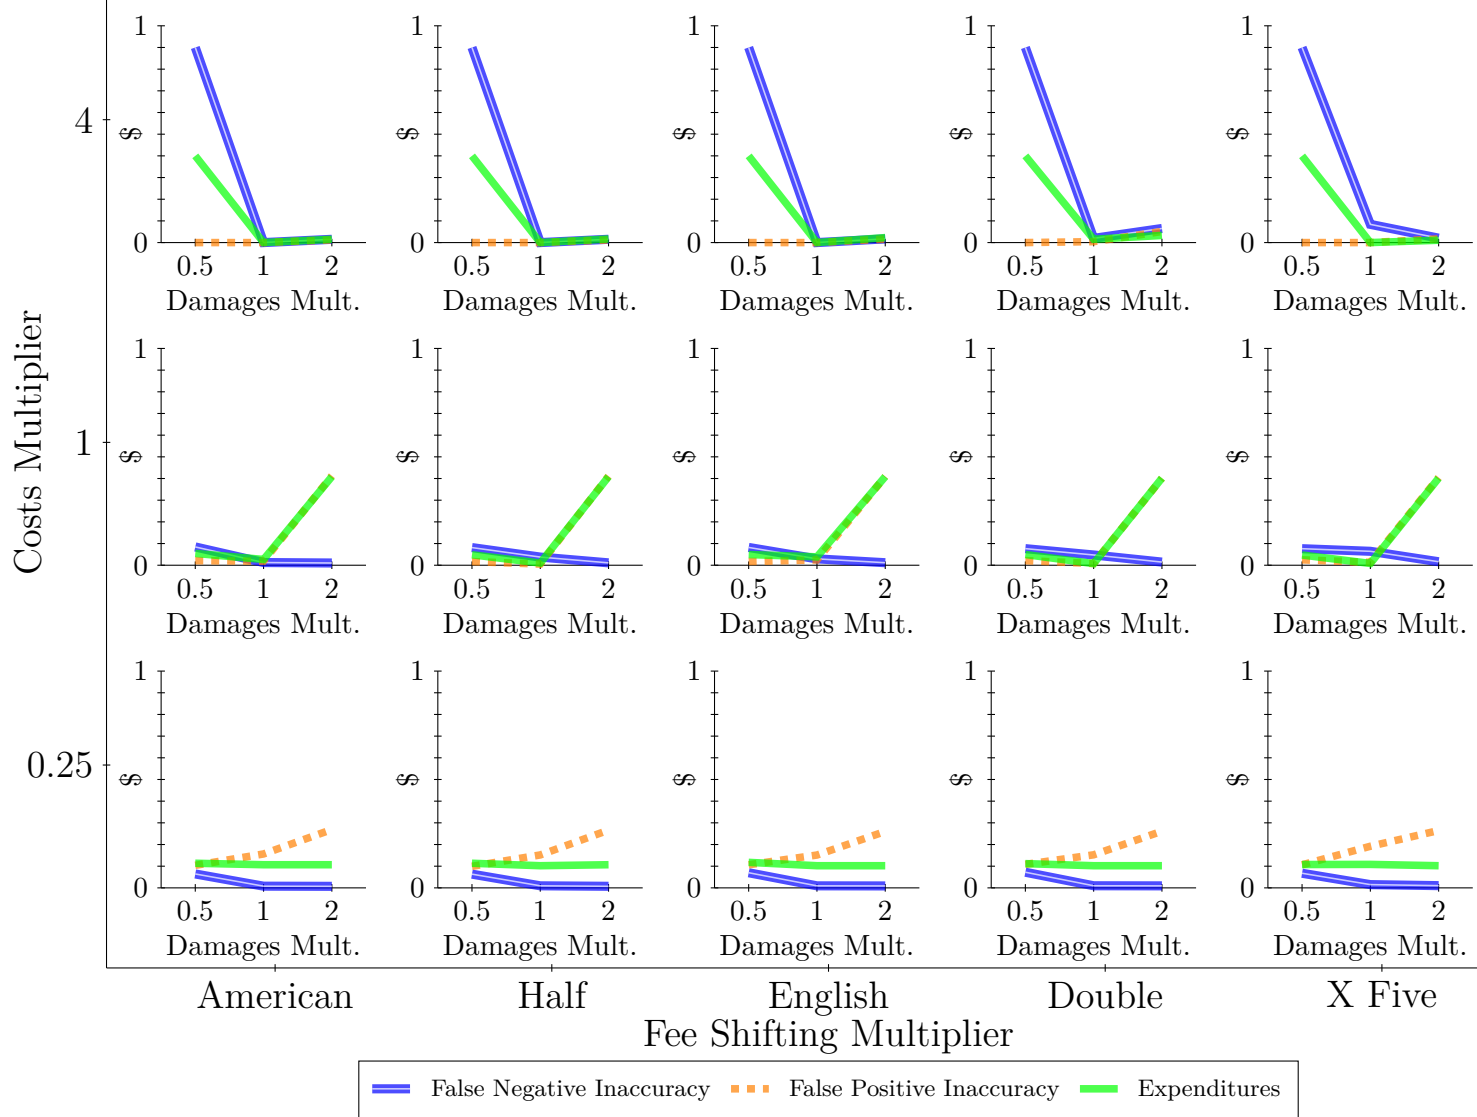 Costs Multiplier
4
1
0
$
0.5 1 2
Damages Mult.
1
0
$
0.5 1 2
Damages Mult.
1
0
$
0.5 1 2
Damages Mult.
1
0
$
0.5 1 2
Damages Mult.
1
0
$
0.5 1 2
Damages Mult.
1
1
0
$
0.5 1 2
Damages Mult.
1
0
$
0.5 1 2
Damages Mult.
1
0
$
0.5 1 2
Damages Mult.
1
0
$
0.5 1 2
Damages Mult.
1
0
$
0.5 1 2
Damages Mult.
0.25
1
0
$
0.5 1 2
Damages Mult.
1
0
$
0.5 1 2
Damages Mult.
1
0
$
0.5 1 2
Damages Mult.
1
0
$
0.5 1 2
Damages Mult.
1
0
$
0.5 1 2
Damages Mult.
American Half English Double X Five
Fee Shifting Multiplier
False Negative Inaccuracy False Positive Inaccuracy Expenditures